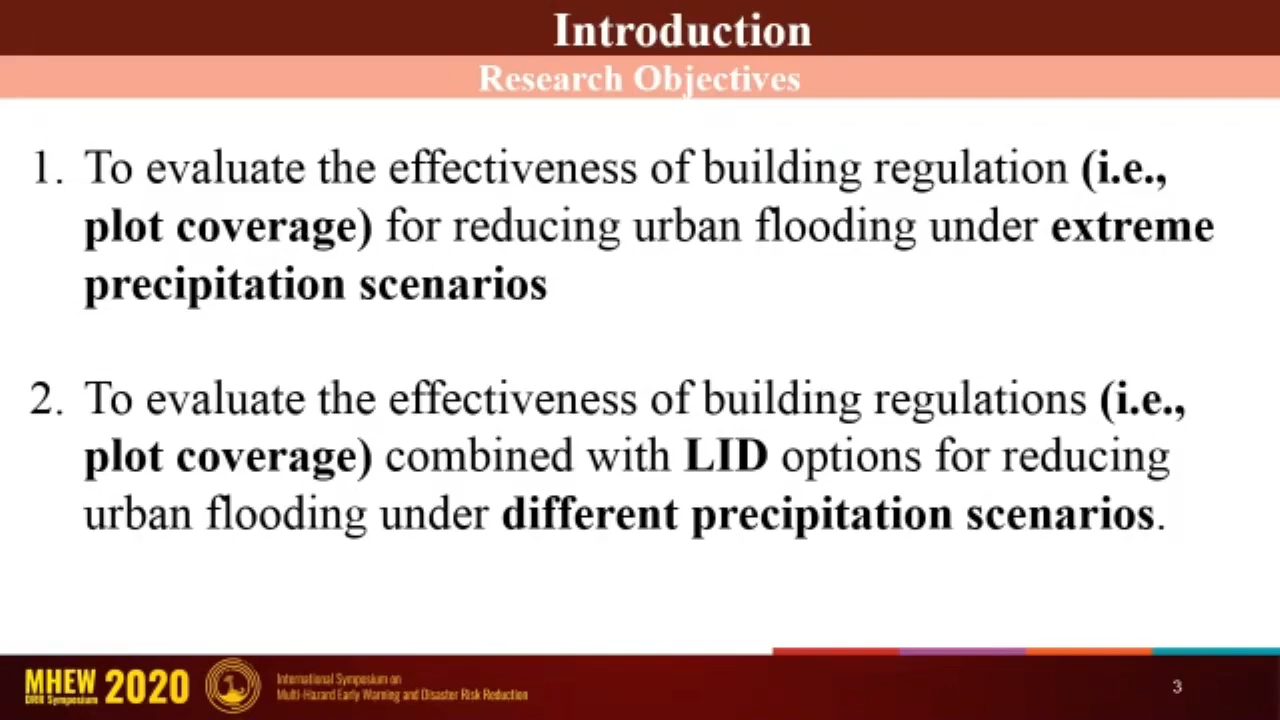 Introduction
Research Objectives
1. To evaluate the effectiveness of building regulation (i.e.,
plot coverage) for reducing urban flooding under extreme
precipitation scenarios
2. To evaluate the effectiveness of building regulations (i.e.,
plot coverage) combined with LID options for reducing
urban flooding under different precipitation scenarios.
MHEW 2020
DRR Symposium
International Symposium on
Multi-Hazard Early Warning and Disaster Risk Reduction
3